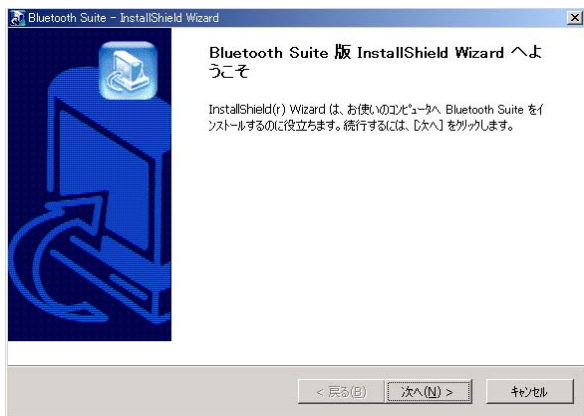 Bluetooth Suite - InstallShield Wizard
Bluetooth Suite 版 InstallShield Wizard へよ
うこそ
InstallShield(r) Wizard は、お使いのｺﾝﾋﾟｭｰﾀへ Bluetooth Suite をイ
ンストールするのに役立ちます。続行するには、[次へ] をｸﾘｯｸします。
< 戻る(B)
次へ(N) >
ｷｬﾝｾﾙ